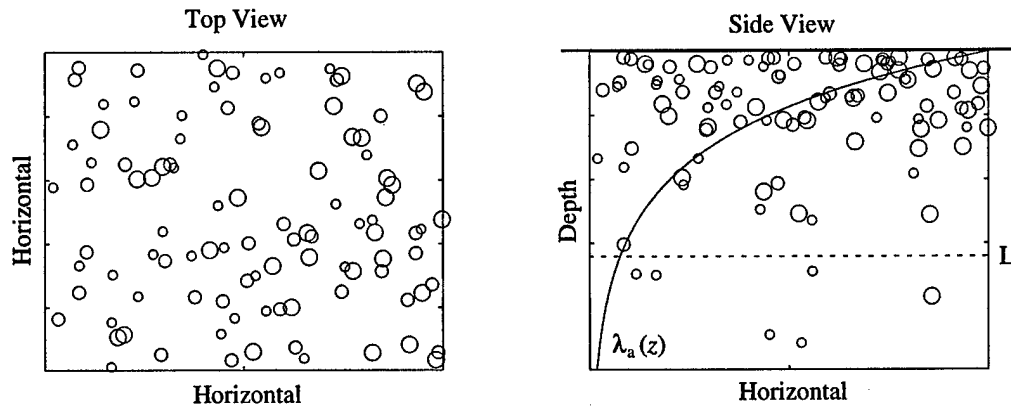 Top View
Horizontal
Horizontal
Side View
Depth
L
λa(z)
Horizontal